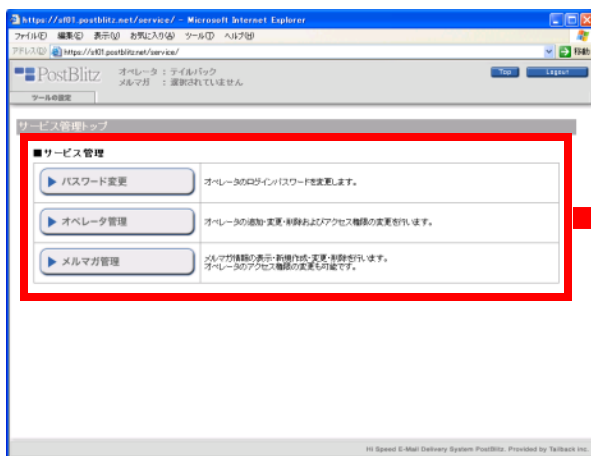 https://sf01.postblitz.net/service/ - Microsoft Internet Explorer
ファイル(F) 編集(E) 表示(V) お気に入り(A) ツール(T) ヘルプ(H)
アドレス(D) https://sf01.postblitz.net/service/ 移動
PostBlitz オペレータ : テイルバック Top Logout
メルマガ : 選択されていません
ツールの設定
サービス管理トップ
■サービス管理
パスワード変更 オペレータのログインパスワードを変更します。
オペレータ管理 オペレータの追加・変更・削除およびアクセス権限の変更を行います。
メルマガ管理 メルマガ情報の表示・新規作成・変更・削除を行います。
オペレータのアクセス権限の変更も可能です。
Hi Speed E-Mail Delivery System PostBlitz. Provided by Tailback Inc.